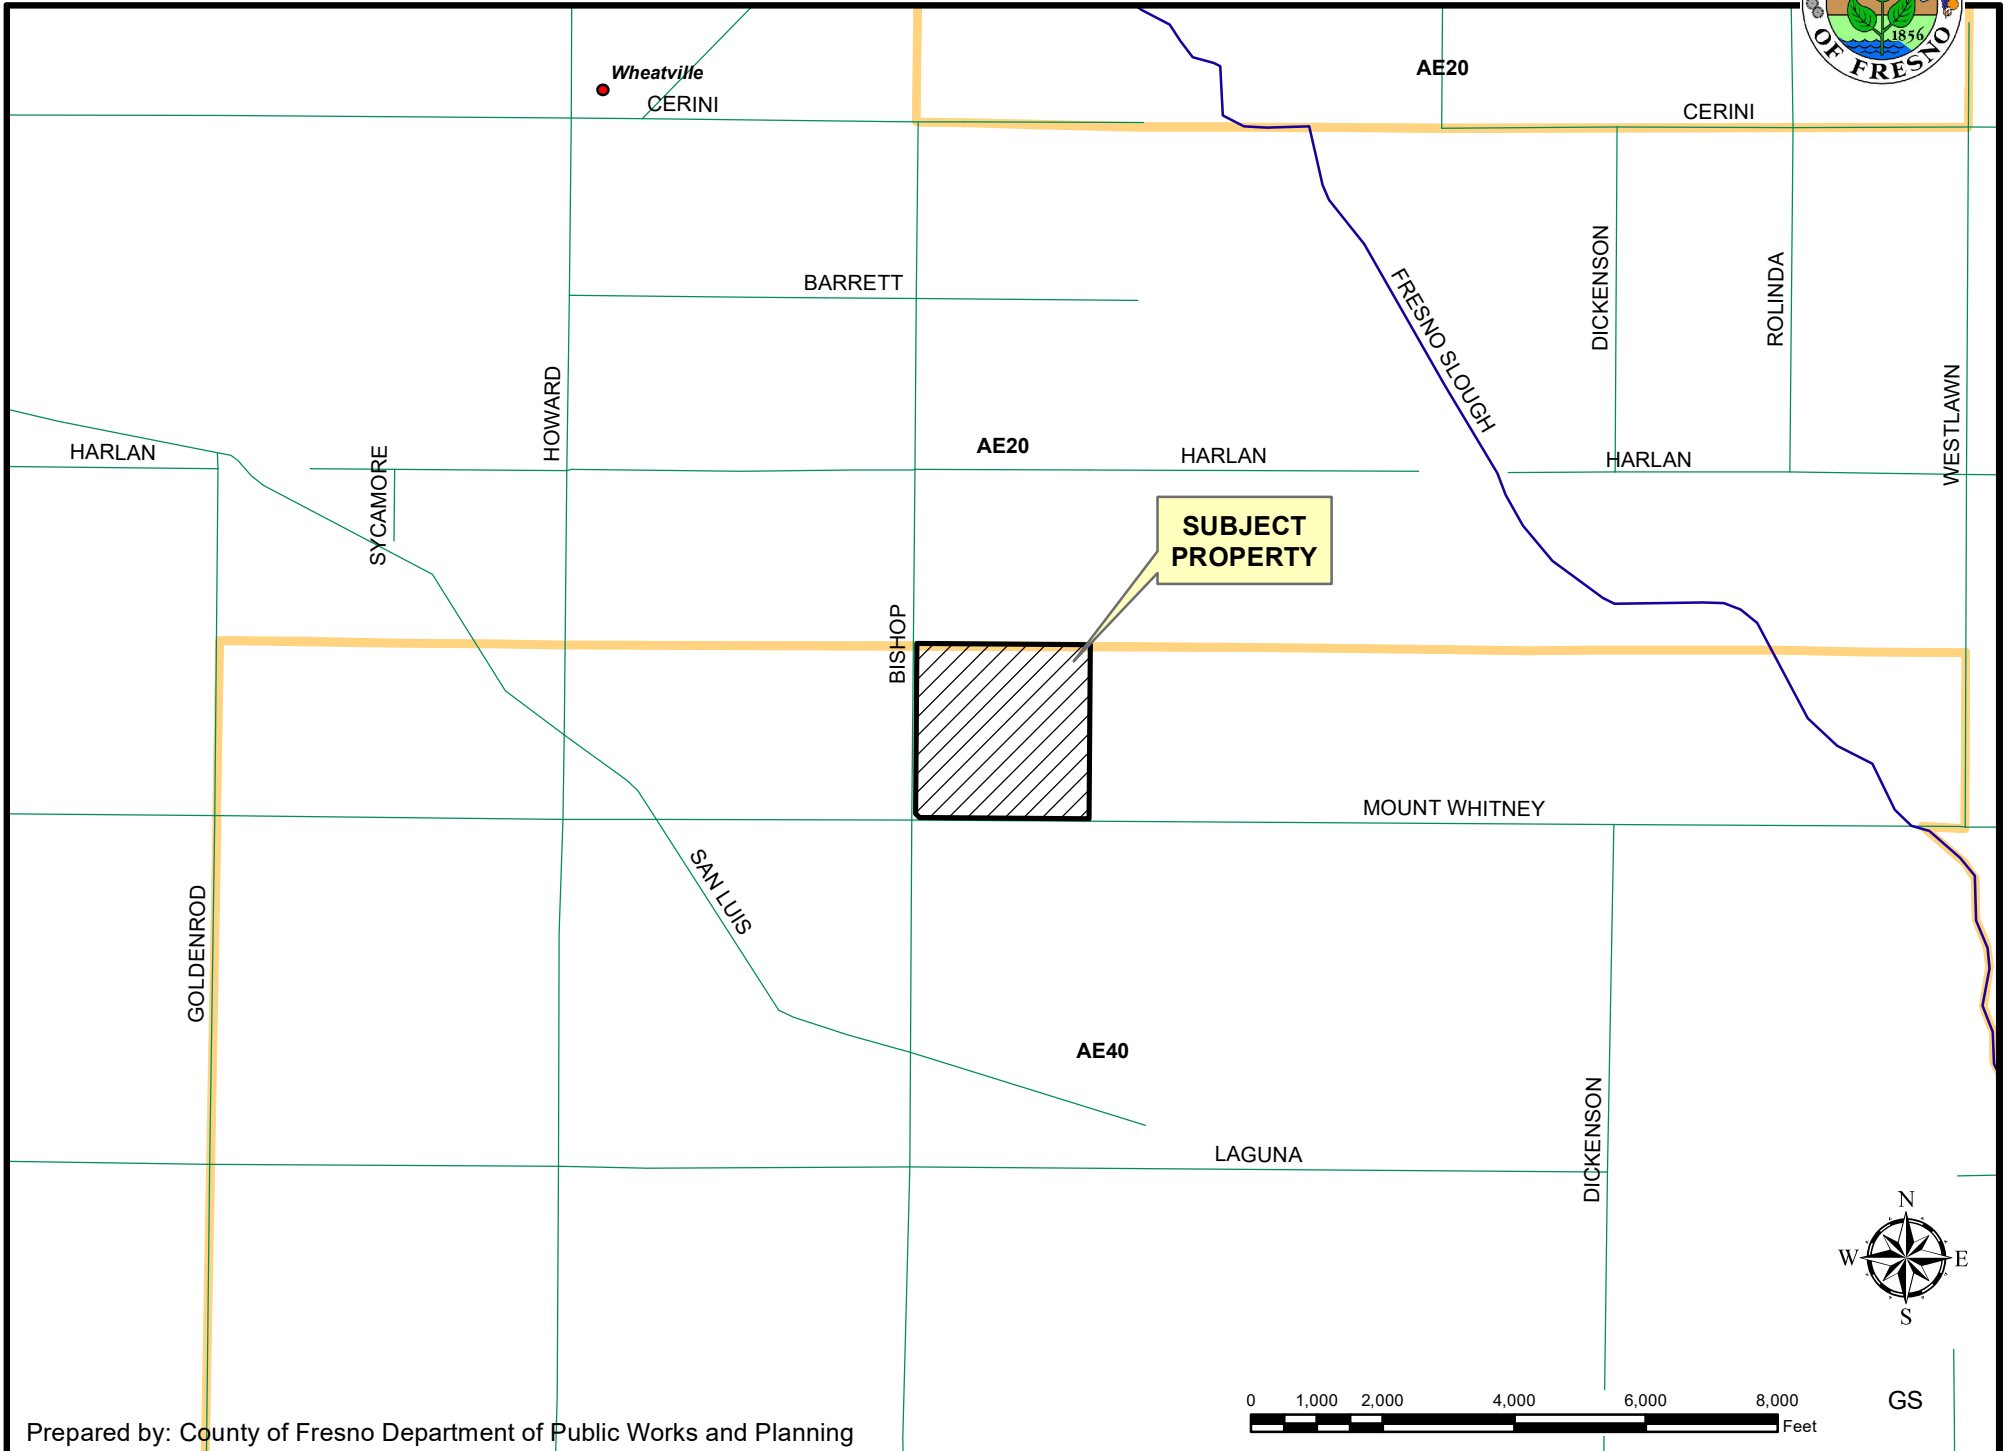 1856
OF FRESNO
Wheatville
AE20
CERINI
CERINI
BARRETT
FRESNO SLOUGH
DICKENSON
ROLINDA
HOWARD
WESTLAWN
HARLAN
SYCAMORE
AE20
HARLAN
HARLAN
SUBJECT
PROPERTY
BISHOP
MOUNT WHITNEY
SAN LUIS
GOLDENROD
AE40
LAGUNA
DICKENSON
N
W
E
S
0 1,000 2,000 4,000 6,000 8,000
Feet
GS
Prepared by: County of Fresno Department of Public Works and Planning